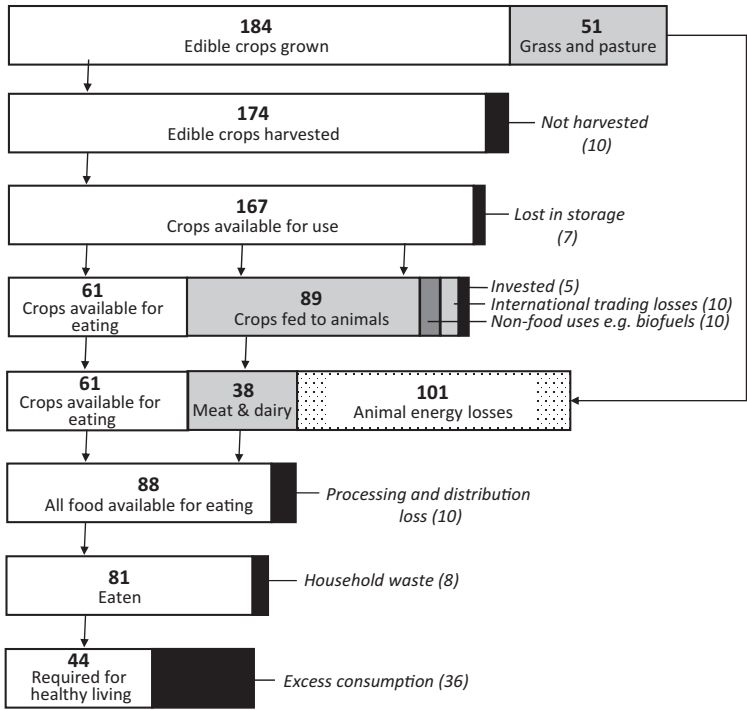 184
Edible crops grown
51
Grass and pasture
174
Edible crops harvested
Not harvested
(10)
167
Crops available for use
Lost in storage
(7)
61
Crops available for
eating
89
Crops fed to animals
Invested (5)
International trading losses (10)
Non-food uses e.g. biofuels (10)
61
Crops available for
eating
38
Meat & dairy
101
Animal energy losses
88
All food available for eating
Processing and distribution
loss (10)
81
Eaten
Household waste (8)
44
Required for
healthy living
Excess consumption (36)